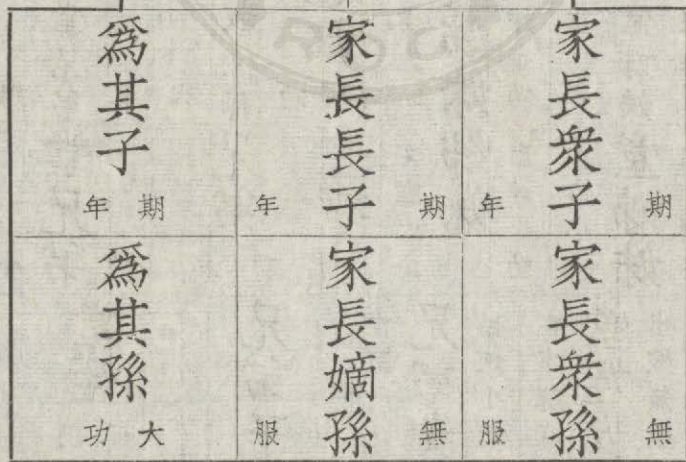 家長衆子 期年
家長長子 期年
爲其子 期年
家長衆孫 無服
家長嫡孫 無服
爲其孫 大功